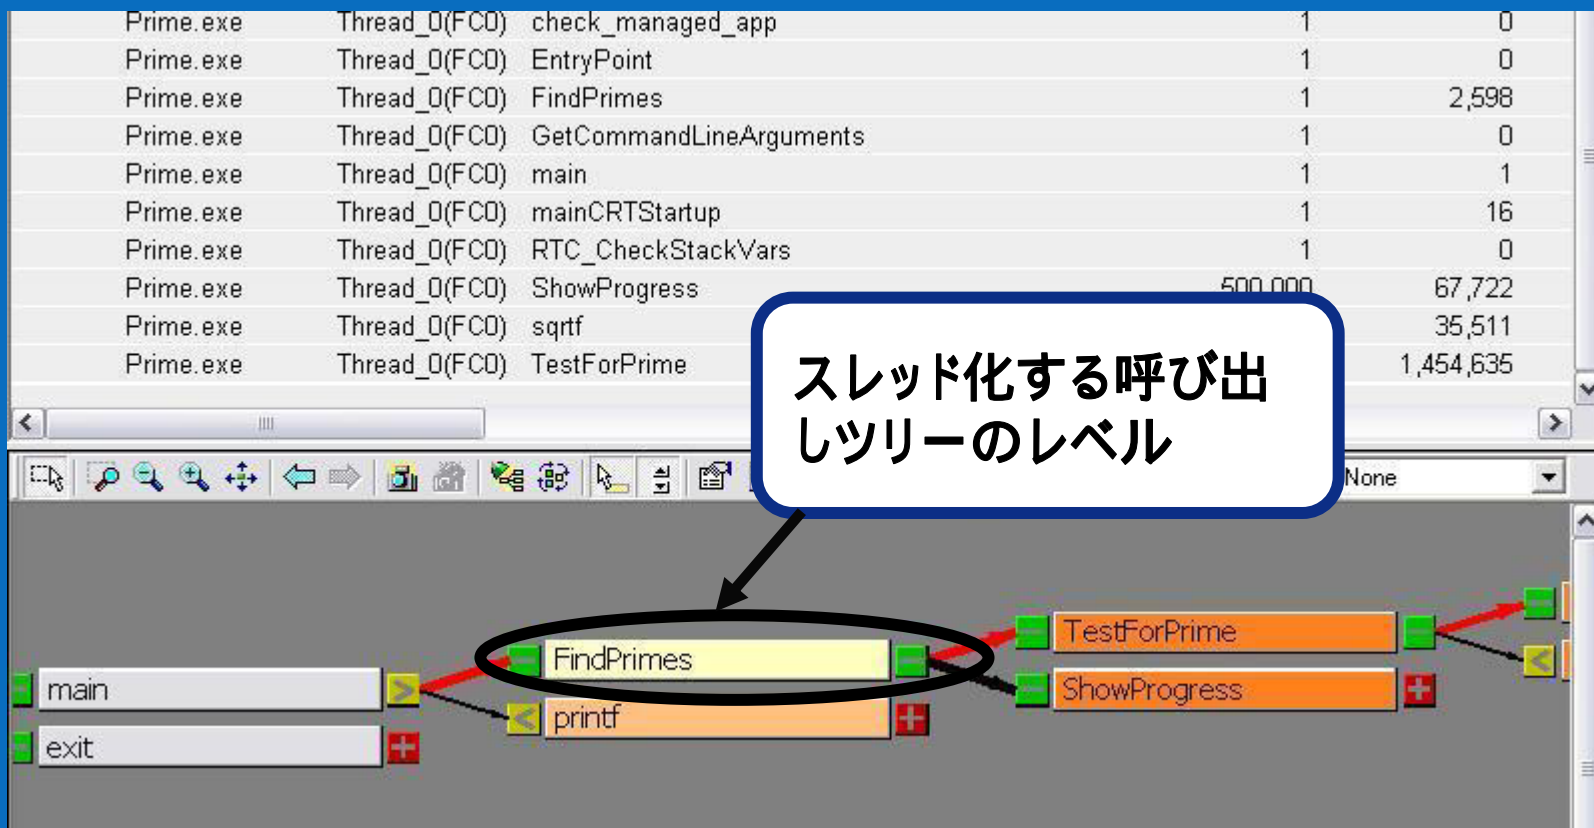 Prime.exe Thread_0(FC0) check_managed_app 1 0
Prime.exe Thread_0(FC0) EntryPoint 1 0
Prime.exe Thread_0(FC0) FindPrimes 1 2,598
Prime.exe Thread_0(FC0) GetCommandLineArguments 1 0
Prime.exe Thread_0(FC0) main 1 1
Prime.exe Thread_0(FC0) mainCRTStartup 1 16
Prime.exe Thread_0(FC0) RTC_CheckStackVars 1 0
Prime.exe Thread_0(FC0) ShowProgress 500,000 67,722
Prime.exe Thread_0(FC0) sqrtf 35,511
Prime.exe Thread_0(FC0) TestForPrime 1,454,635
スレッド化する呼び出
しツリーのレベル
None
TestForPrime
FindPrimes
main
ShowProgress
printf
exit